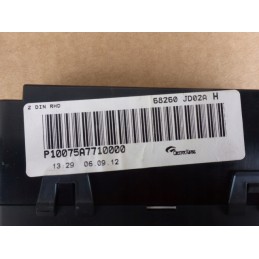 2 DIN RHD
68260 JD02A H
P10075A7710000
13.29 06.09.12